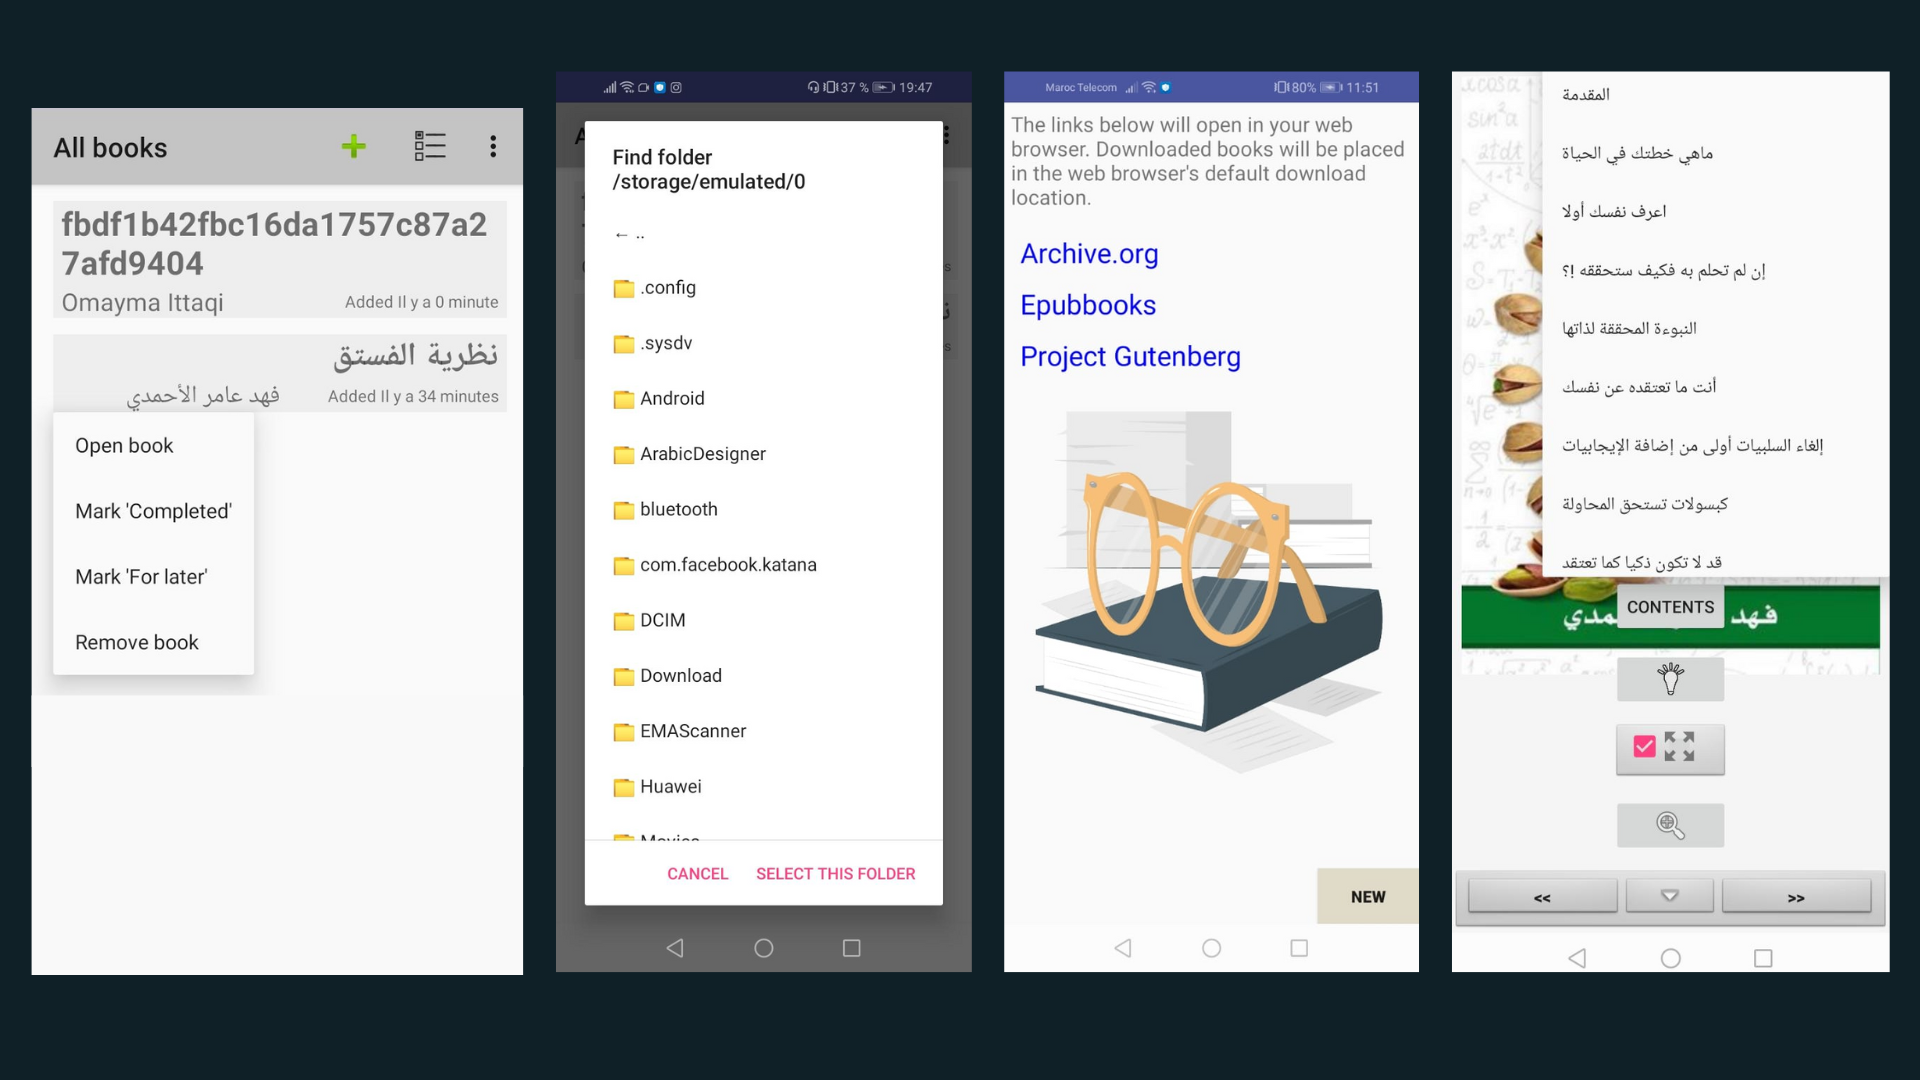 All books
fbdf1b42fbc16da1757c87a2
7afd9404
Omayma Ittaqi
Added Il y a 0 minute
نظرية الفستق
فهد عامر الأحمدي
Added Il y a 34 minutes
Open book
Mark 'Completed'
Mark 'For later'
Remove book
37 % 19:47
Find folder
/storage/emulated/0
← ..
.config
.sysdv
Android
ArabicDesigner
bluetooth
com.facebook.katana
DCIM
Download
EMAScanner
Huawei
Movies
CANCEL SELECT THIS FOLDER
Maroc Telecom 80% 11:51
The links below will open in your web
browser. Downloaded books will be placed
in the web browser's default download
location.
Archive.org
Epubbooks
Project Gutenberg
NEW
المقدمة
ماهي خطتك في الحياة
اعرف نفسك أولا
إن لم تحلم به فكيف ستحققه !؟
النبوءة المحققة لذاتها
أنت ما تعتقده عن نفسك
إلغاء السلبيات أولى من إضافة الإيجابيات
كبسولات تستحق المحاولة
قد لا تكون ذكيا كما تعتقد
فهد
CONTENTS
<< >>